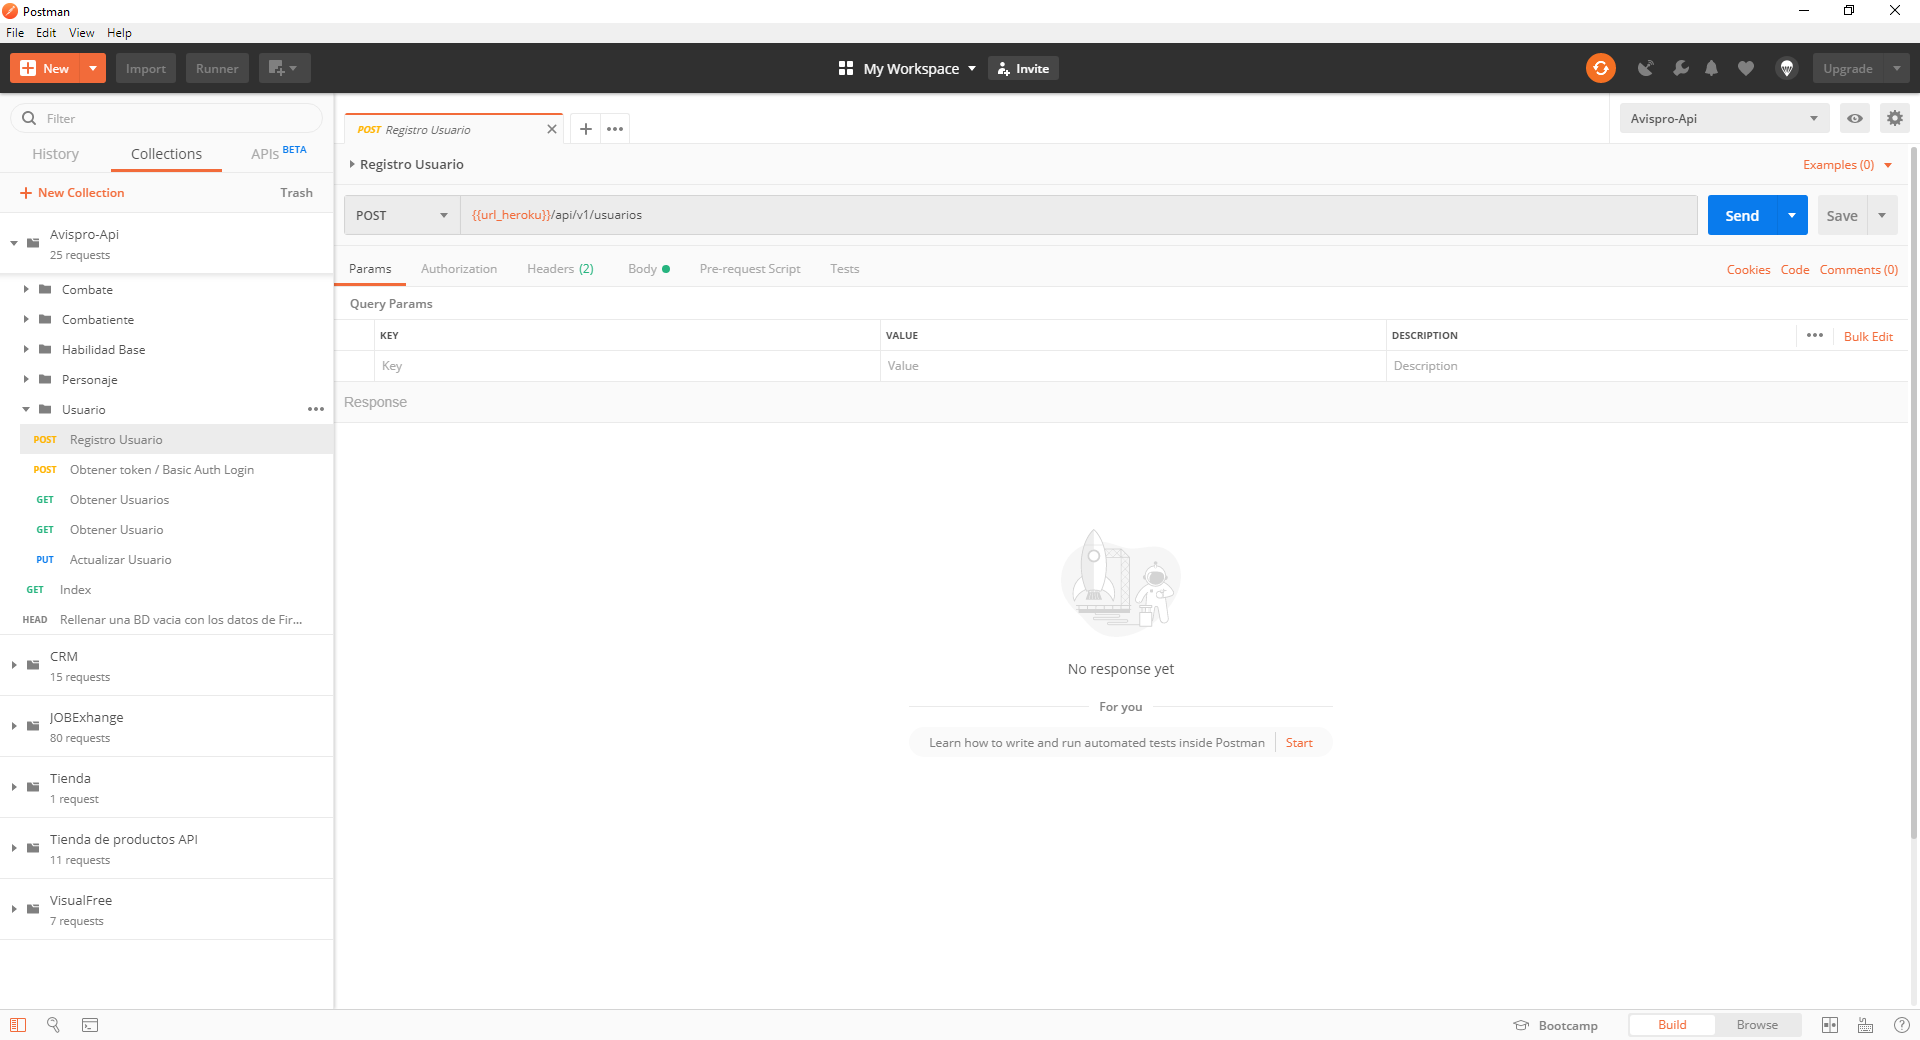 Postman
File Edit View Help
New Import Runner My Workspace Invite Upgrade
Filter
History Collections APIs BETA
New Collection Trash
Avispro-Api
25 requests
Combate
Combatiente
Habilidad Base
Personaje
Usuario
POST Registro Usuario
POST Obtener token / Basic Auth Login
GET Obtener Usuarios
GET Obtener Usuario
PUT Actualizar Usuario
GET Index
HEAD Rellenar una BD vacia con los datos de Fir...
CRM
15 requests
JOBExhange
80 requests
Tienda
1 request
Tienda de productos API
11 requests
VisualFree
7 requests
POST Registro Usuario
Avispro-Api
Registro Usuario Examples (0)
POST {{url_heroku}}/api/v1/usuarios Send Save
Params Authorization Headers (2) Body Pre-request Script Tests Cookies Code Comments (0)
Query Params
KEY VALUE DESCRIPTION Bulk Edit
Key Value Description
Response
No response yet
For you
Learn how to write and run automated tests inside Postman Start
Bootcamp Build Browse